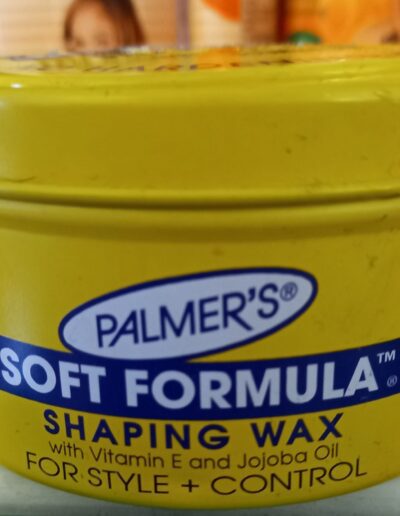 PALMER'S®
SOFT FORMULA™
SHAPING WAX
with Vitamin E and Jojoba Oil
FOR STYLE + CONTROL